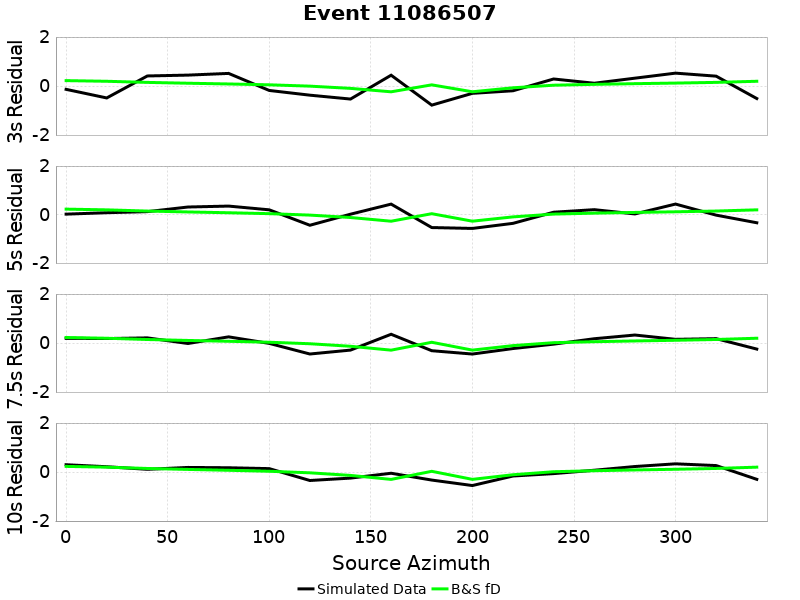 Event 11086507
3s Residual
2
0
-2
5s Residual
2
0
-2
7.5s Residual
2
0
-2
10s Residual
2
0
-2
0 50 100 150 200 250 300
Source Azimuth
Simulated Data B&S fD